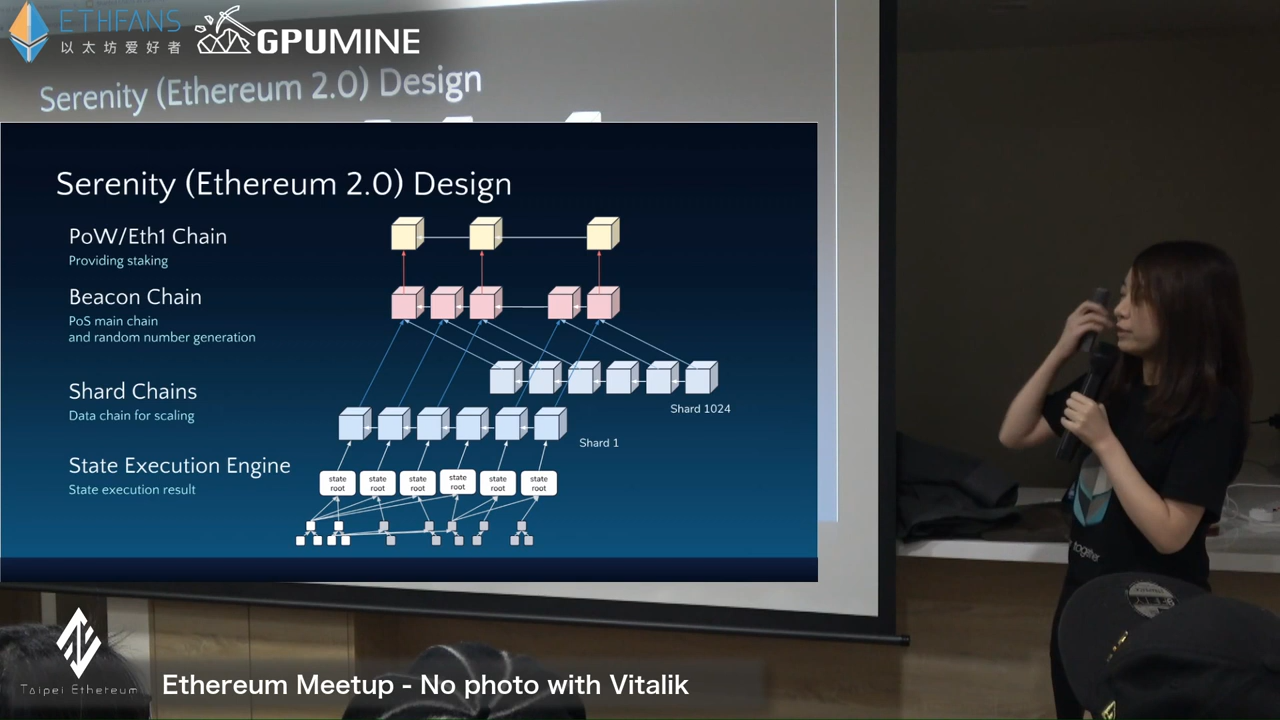 ETHFANS
以太坊爱好者
GPUMINE
Serenity (Ethereum 2.0) Design
Serenity (Ethereum 2.0) Design
PoW/Eth1 Chain
Providing staking
Beacon Chain
PoS main chain
and random number generation
Shard Chains
Data chain for scaling
Shard 1024
Shard 1
State Execution Engine
State execution result
state root
state root
state root
state root
state root
state root
together
Taipei Ethereum
Ethereum Meetup - No photo with Vitalik